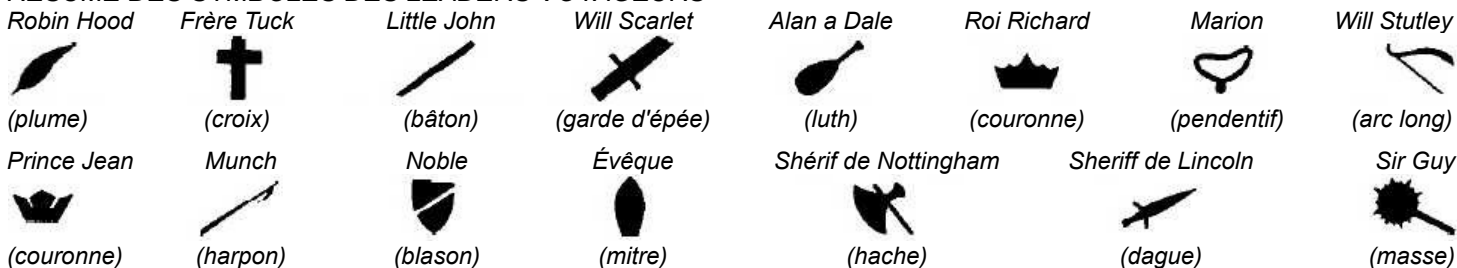 Robin Hood Frère Tuck Little John Will Scarlet Alan a Dale Roi Richard Marion Will Stutley
(plume) (croix) (bâton) (garde d'épée) (luth) (couronne) (pendentif) (arc long)
Prince Jean Munch Noble Évêque Shérif de Nottingham Sheriff de Lincoln Sir Guy
(couronne) (harpon) (blason) (mitre) (hache) (dague) (masse)